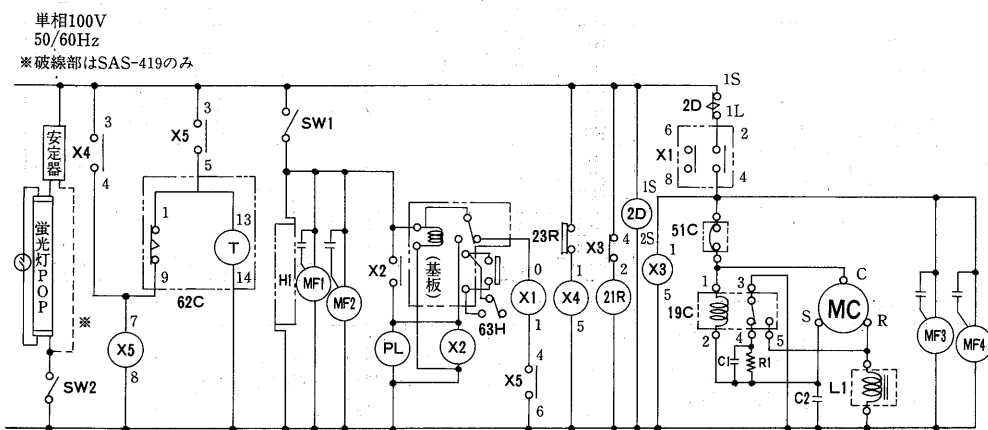 単相100V
50/60Hz
※破線部はSAS-419のみ
安定器
蛍光灯POP
※
SW2
X4
3
4
X5
3
5
1
9
13
T
14
62C
7
X5
8
SW1
H1
MF1
MF2
X2
PL
(基板)
X2
63H
0
X1
1
4
X5
6
23R
1
X4
5
X3
4
2
21R
1S
2D
2S
1
X3
5
1S
2D
1L
6
2
X1
8
4
51C
1
3
19C
2
4
5
C1
R1
C
MC
S
R
C2
L1
MF3
MF4